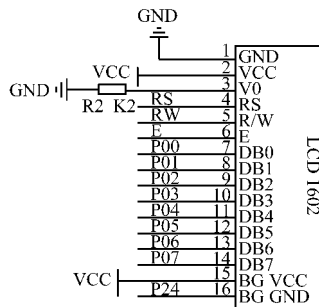 GND
1 GND
VCC 2 VCC
GND 3 V0
R2 K2 RS 4 RS
RW 5 R/W
E 6 E
P00 7 DB0
P01 8 DB1
P02 9 DB2
P03 10 DB3
P04 11 DB4
P05 12 DB5
P06 13 DB6
P07 14 DB7
VCC 15 BG VCC
P24 16 BG GND
LCD 1602